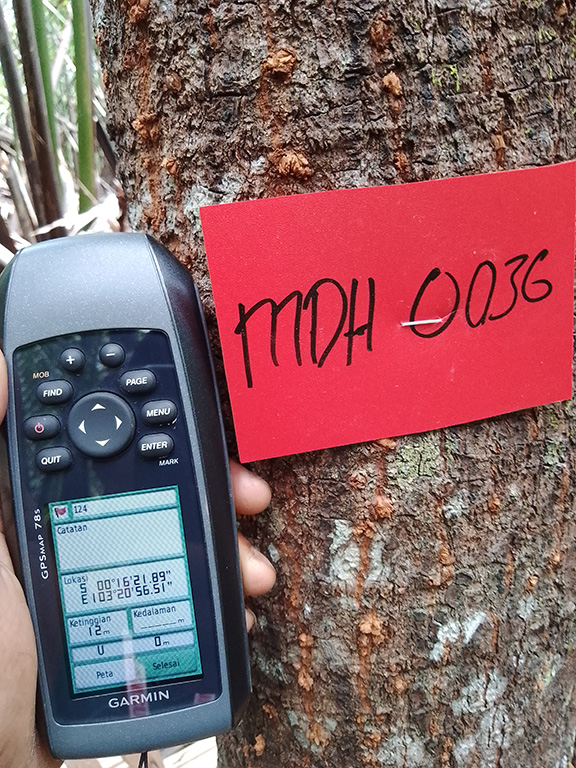 MDH 0036
+
-
MOB
FIND
PAGE
MENU
QUIT
ENTER
MARK
GPSMAP 78s
124
Catatan
Lokasi
S 00°16'21.89"
E 103°20'56.51"
Ketinggian
12m
Kedalaman
_____m
U
0m
Peta
Selesai
GARMIN